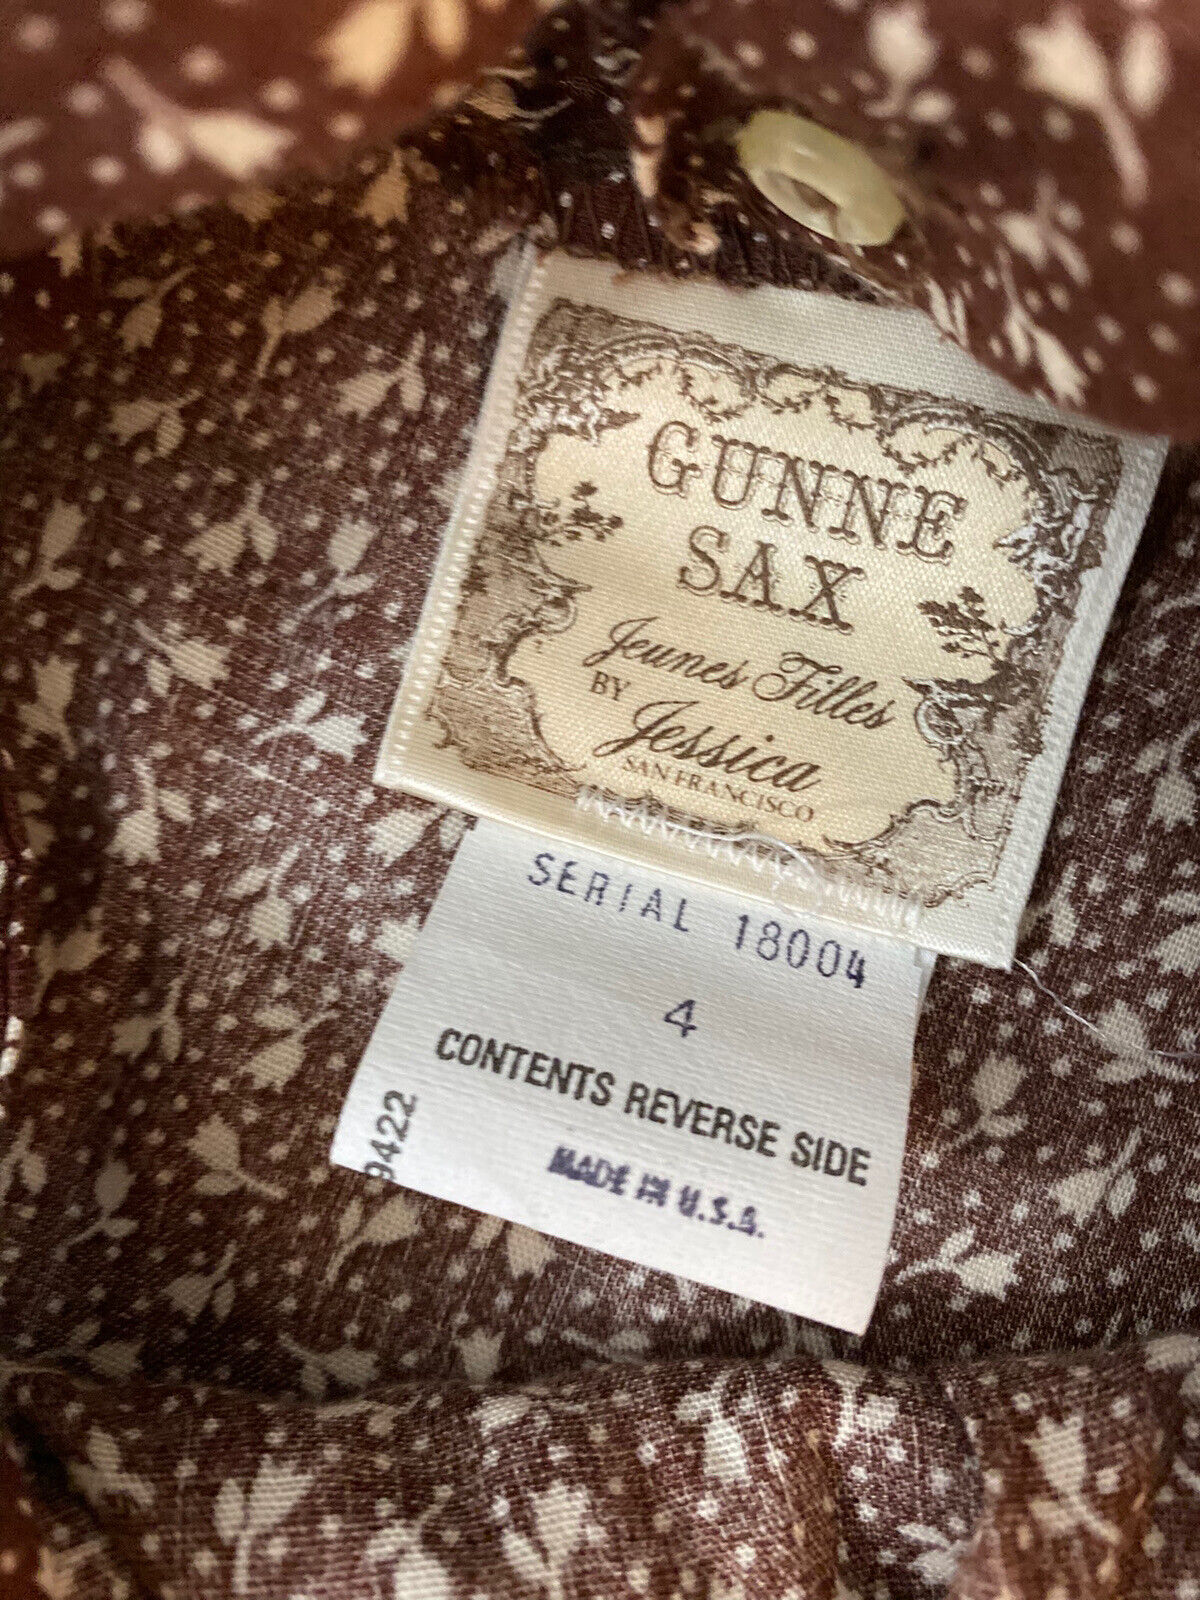 GUNNE
SAX
Jeunes Filles
BY
Jessica
SAN FRANCISCO
SERIAL 18004
4
CONTENTS REVERSE SIDE
MADE IN U.S.A.
9422